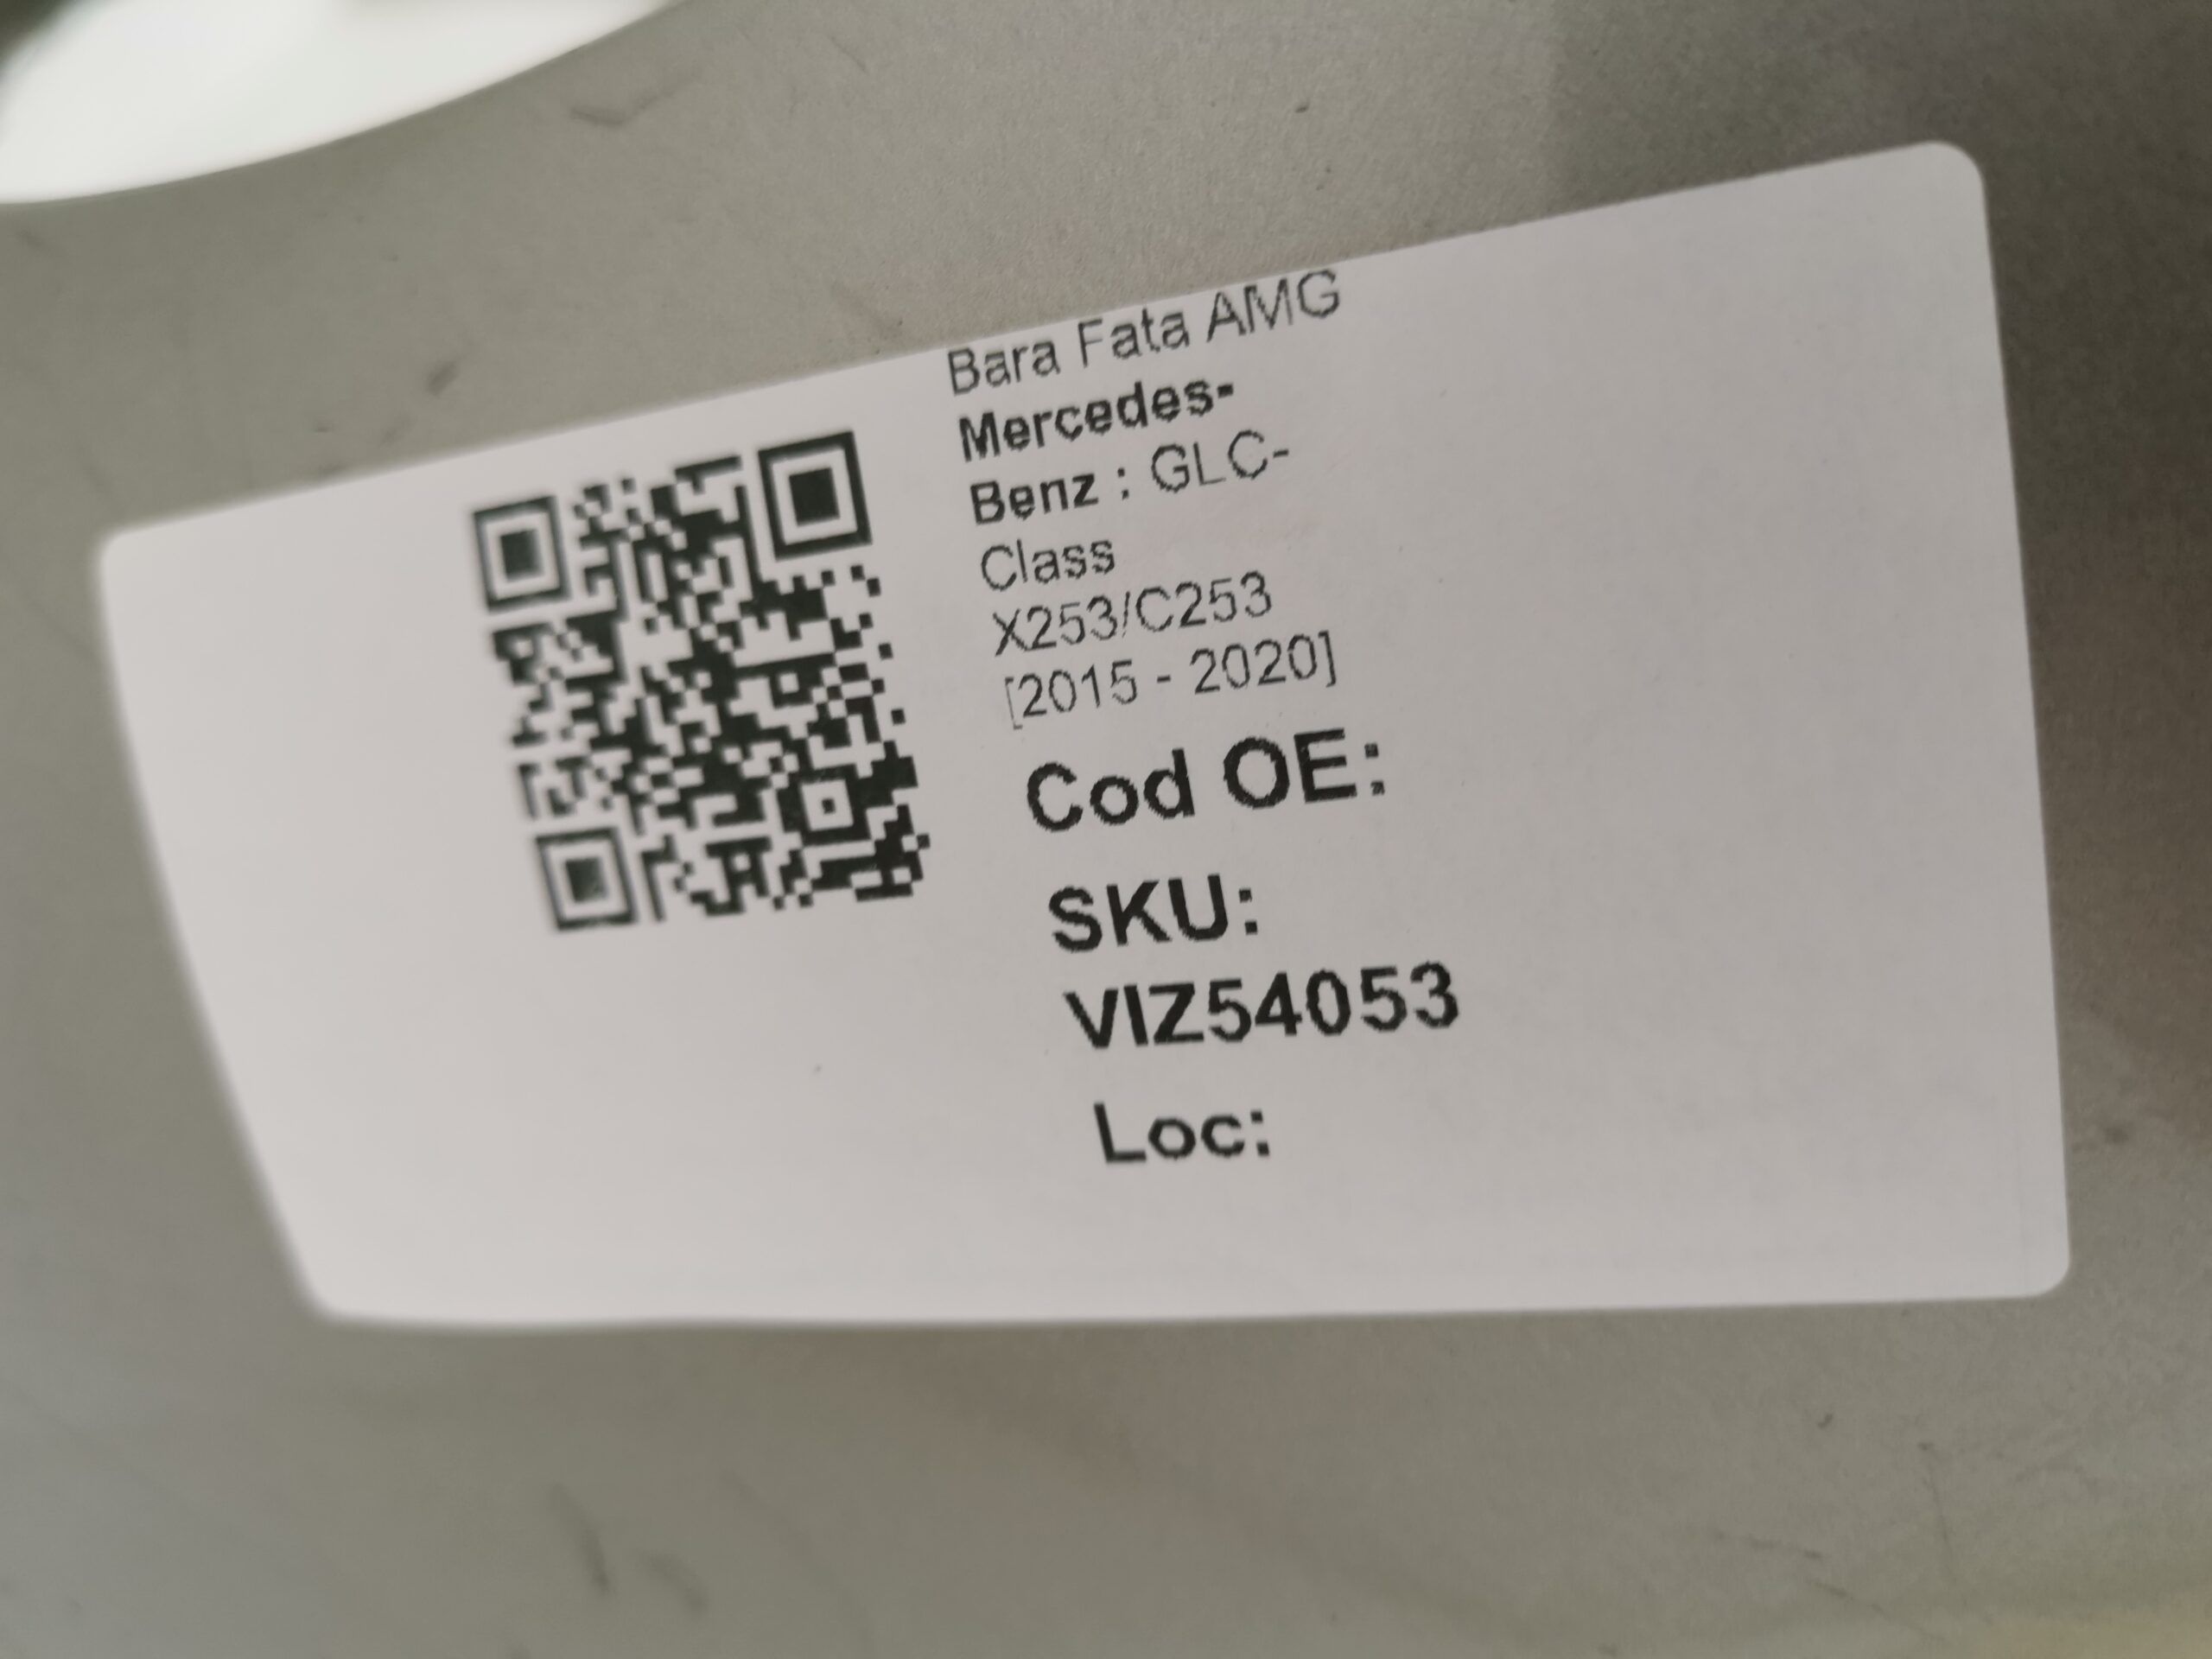 Bara Fata AMG
Mercedes-
Benz : GLC-
Class
X253/C253
[2015 - 2020]
Cod OE:
SKU:
VIZ54053
Loc: